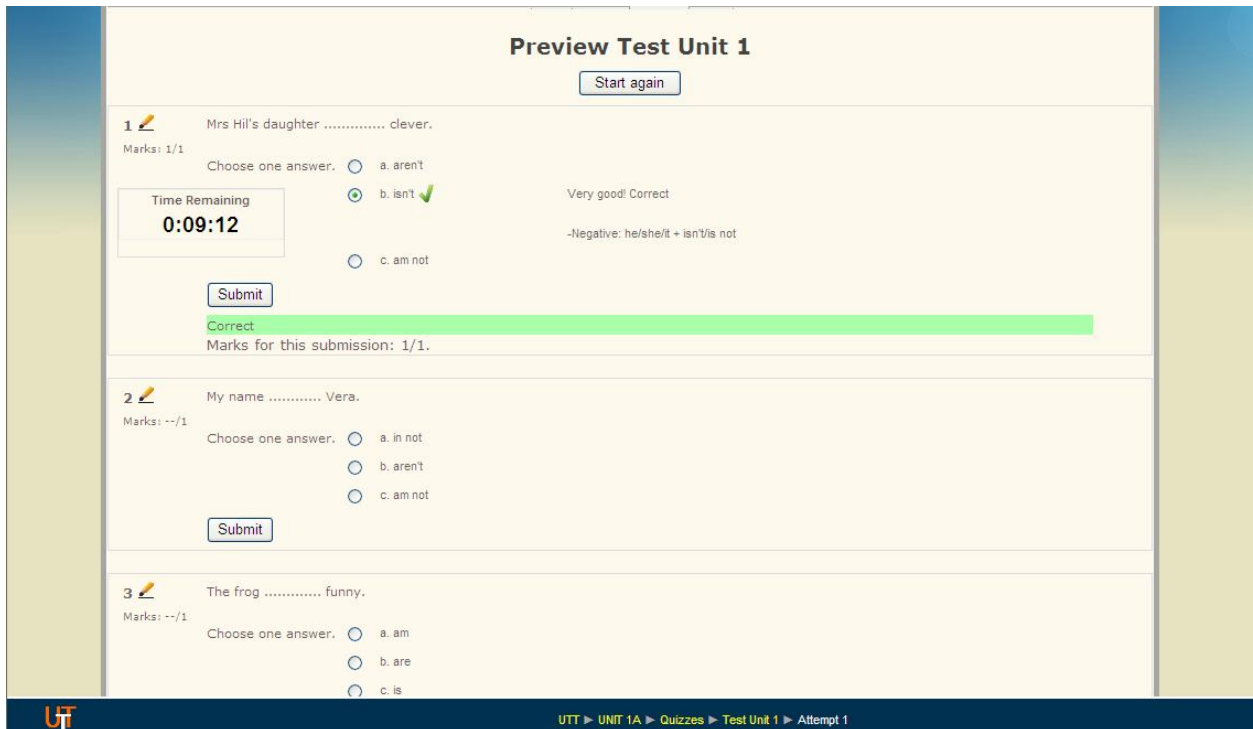 Preview Test Unit 1
Start again
1
Mrs Hil's daughter .............. clever.
Marks: 1/1
Choose one answer.
a. aren't
b. isn't
Very good! Correct
-Negative: he/she/it + isn't/is not
c. am not
Time Remaining
0:09:12
Submit
Correct
Marks for this submission: 1/1.
2
My name ............ Vera.
Marks: --/1
Choose one answer.
a. in not
b. aren't
c. am not
Submit
3
The frog ............. funny.
Marks: --/1
Choose one answer.
a. am
b. are
c. is
UTT
UTT ► UNIT 1A ► Quizzes ► Test Unit 1 ► Attempt 1